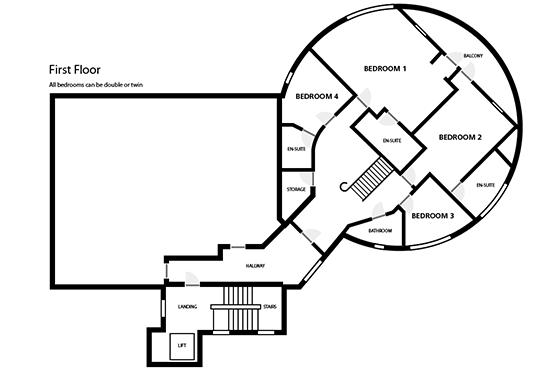 First Floor
All bedrooms can be double or twin
BEDROOM 1
BALCONY
BEDROOM 4
BEDROOM 2
EN-SUITE
EN-SUITE
EN-SUITE
STORAGE
BEDROOM 3
BATHROOM
HALLWAY
LANDING
STAIRS
LIFT